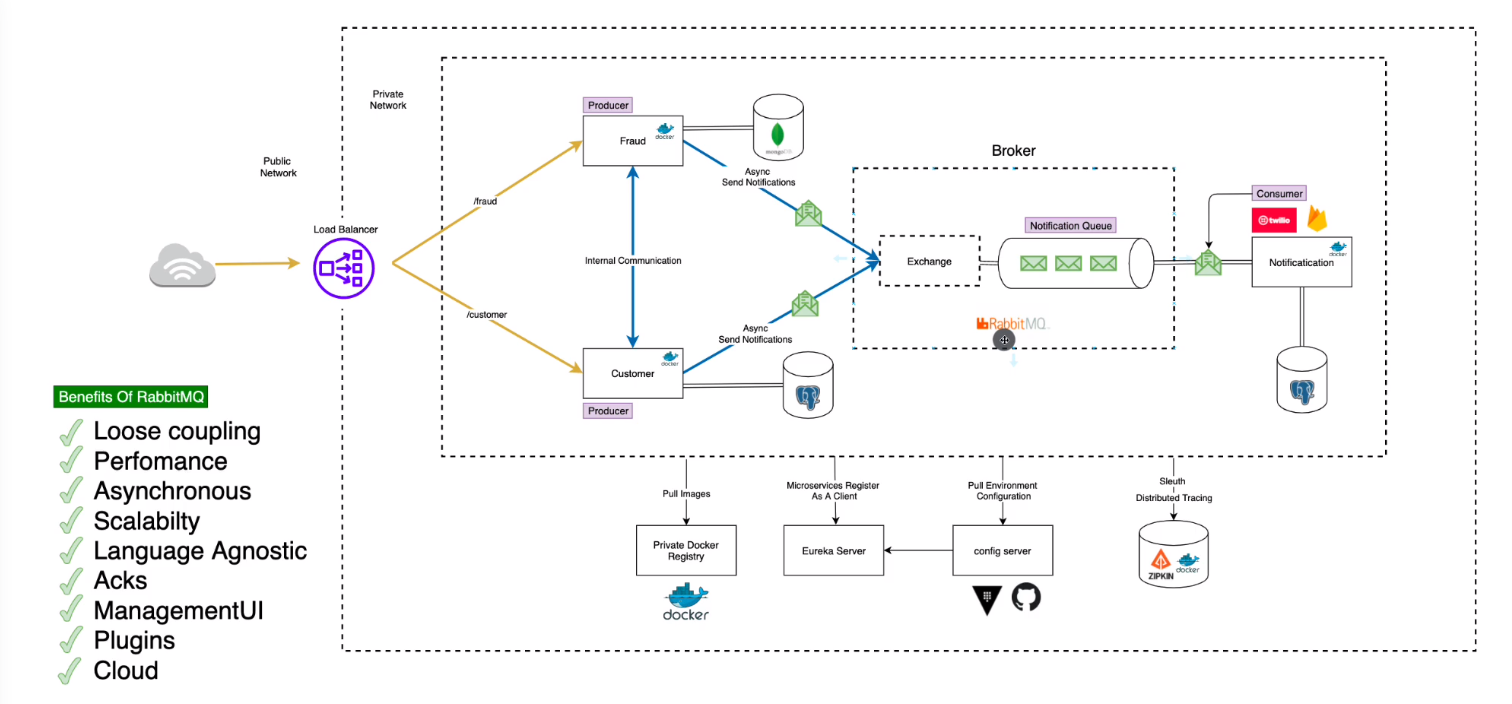 Private
Network
Public
Network
Load Balancer
/fraud
/customer
Producer
Fraud
docker
mongoDB
Async
Send Notifications
Internal Communication
Async
Send Notifications
Customer
docker
Producer
Broker
Exchange
Notification Queue
RabbitMQ
Consumer
twilio
docker
Notificatication
Benefits Of RabbitMQ
Loose coupling
Perfomance
Asynchronous
Scalabilty
Language Agnostic
Acks
ManagementUI
Plugins
Cloud
Pull Images
Private Docker
Registry
docker
Microservices Register
As A Client
Eureka Server
Pull Environment
Configuration
config server
Sleuth
Distributed Tracing
ZIPKIN
docker